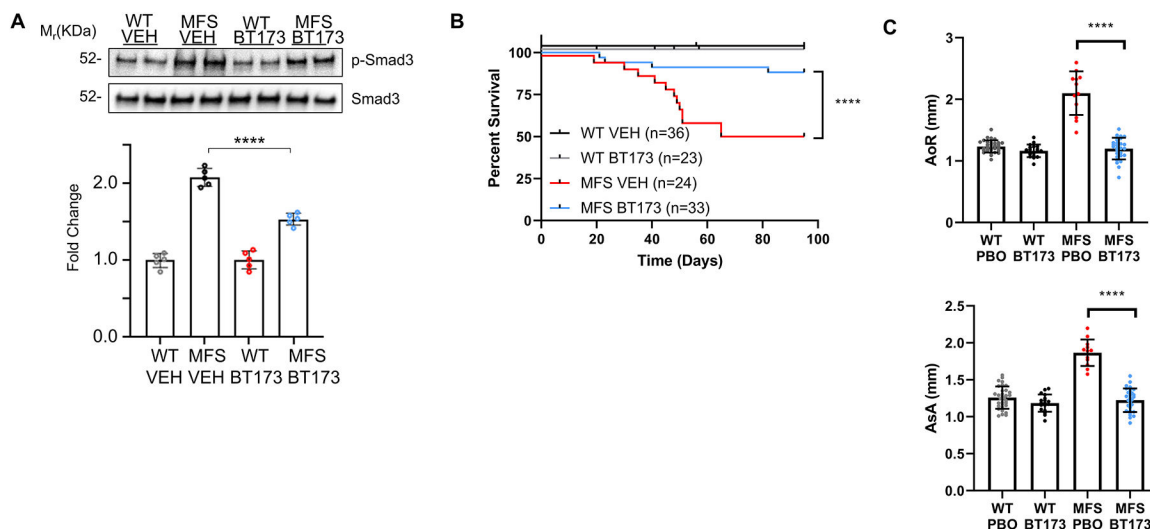 A
M_r(KDa)
WT VEH
MFS VEH
WT BT173
MFS BT173
52-
p-Smad3
52-
Smad3
****
Fold Change
2.0
1.0
0.0
WT VEH
MFS VEH
WT BT173
MFS BT173
B
Percent Survival
100
75
50
25
0
****
WT VEH (n=36)
WT BT173 (n=23)
MFS VEH (n=24)
MFS BT173 (n=33)
0
20
40
60
80
100
Time (Days)
C
****
AoR (mm)
3
2
1
0
WT PBO
WT BT173
MFS PBO
MFS BT173
****
AsA (mm)
2.5
2.0
1.5
1.0
0.5
0.0
WT PBO
WT BT173
MFS PBO
MFS BT173